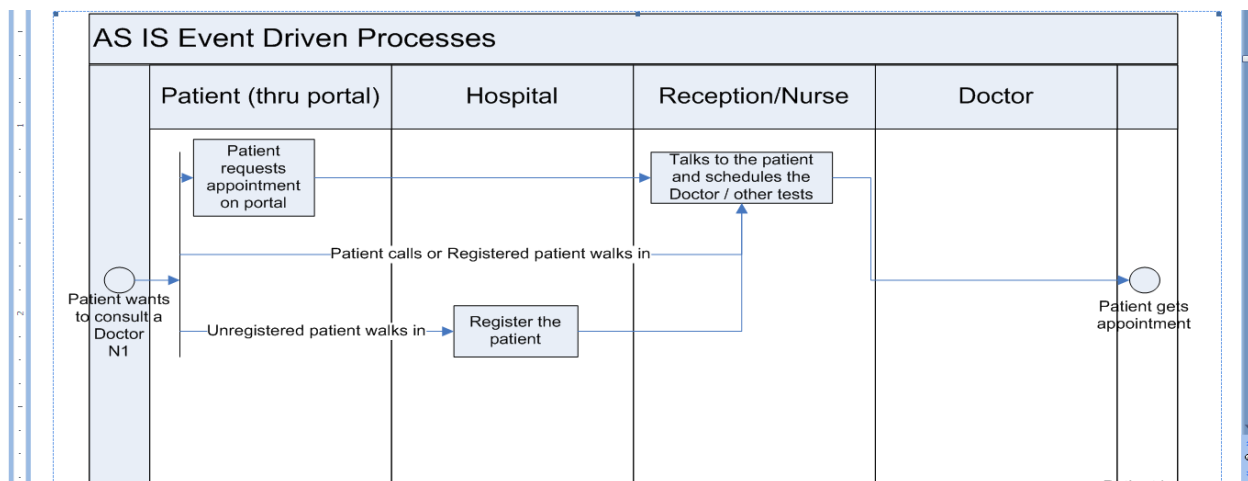 AS IS Event Driven Processes
Patient (thru portal)
Hospital
Reception/Nurse
Doctor
Patient
requests
appointment
on portal
Talks to the patient
and schedules the
Doctor / other tests
Patient calls or Registered patient walks in
Patient wants
to consult a
Doctor
N1
Unregistered patient walks in
Register the
patient
Patient gets
appointment
1
2